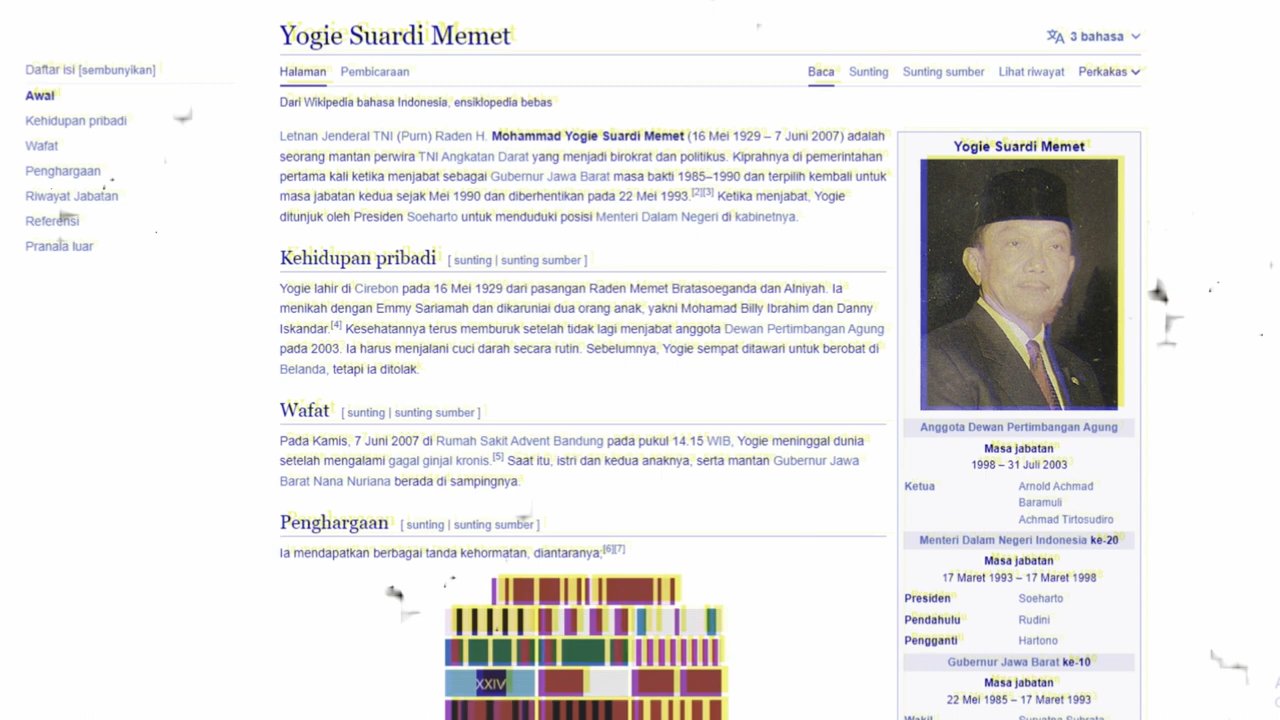 Yogie Suardi Memet
3 bahasa
Daftar isi [sembunyikan]
Awal
Kehidupan pribadi
Wafat
Penghargaan
Riwayat Jabatan
Referensi
Pranala luar
Halaman Pembicaraan
Baca Sunting Sunting sumber Lihat riwayat Perkakas
Dari Wikipedia bahasa Indonesia, ensiklopedia bebas
Letnan Jenderal TNI (Purn) Raden H. Mohammad Yogie Suardi Memet (16 Mei 1929 – 7 Juni 2007) adalah
seorang mantan perwira TNI Angkatan Darat yang menjadi birokrat dan politikus. Kiprahnya di pemerintahan
pertama kali ketika menjabat sebagai Gubernur Jawa Barat masa bakti 1985–1990 dan terpilih kembali untuk
masa jabatan kedua sejak Mei 1990 dan diberhentikan pada 22 Mei 1993.[2][3] Ketika menjabat, Yogie
ditunjuk oleh Presiden Soeharto untuk menduduki posisi Menteri Dalam Negeri di kabinetnya.
Kehidupan pribadi [ sunting | sunting sumber ]
Yogie lahir di Cirebon pada 16 Mei 1929 dari pasangan Raden Memet Bratasoeganda dan Alniyah. Ia
menikah dengan Emmy Sariamah dan dikaruniai dua orang anak, yakni Mohamad Billy Ibrahim dan Danny
Iskandar.[4] Kesehatannya terus memburuk setelah tidak lagi menjabat anggota Dewan Pertimbangan Agung
pada 2003. Ia harus menjalani cuci darah secara rutin. Sebelumnya, Yogie sempat ditawari untuk berobat di
Belanda, tetapi ia ditolak.
Wafat [ sunting | sunting sumber ]
Pada Kamis, 7 Juni 2007 di Rumah Sakit Advent Bandung pada pukul 14.15 WIB, Yogie meninggal dunia
setelah mengalami gagal ginjal kronis.[5] Saat itu, istri dan kedua anaknya, serta mantan Gubernur Jawa
Barat Nana Nuriana berada di sampingnya.
Penghargaan [ sunting | sunting sumber ]
Ia mendapatkan berbagai tanda kehormatan, diantaranya;[6][7]
XXIV
Yogie Suardi Memet
Anggota Dewan Pertimbangan Agung
Masa jabatan
1998 – 31 Juli 2003
Ketua Arnold Achmad
Baramuli
Achmad Tirtosudiro
Menteri Dalam Negeri Indonesia ke-20
Masa jabatan
17 Maret 1993 – 17 Maret 1998
Presiden Soeharto
Pendahulu Rudini
Pengganti Hartono
Gubernur Jawa Barat ke-10
Masa jabatan
22 Mei 1985 – 17 Maret 1993
Wakil Suryatna Subrata